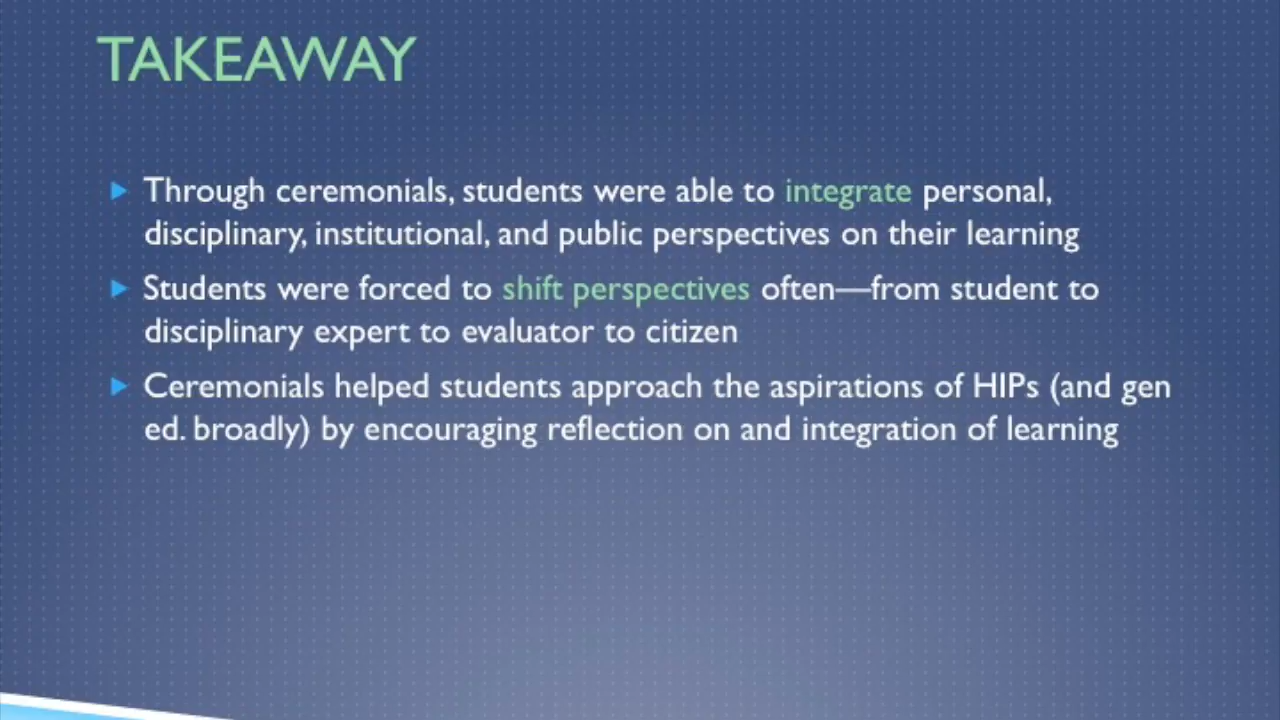 TAKEAWAY
Through ceremonials, students were able to integrate personal,
disciplinary, institutional, and public perspectives on their learning
Students were forced to shift perspectives often—from student to
disciplinary expert to evaluator to citizen
Ceremonials helped students approach the aspirations of HIPs (and gen
ed. broadly) by encouraging reflection on and integration of learning